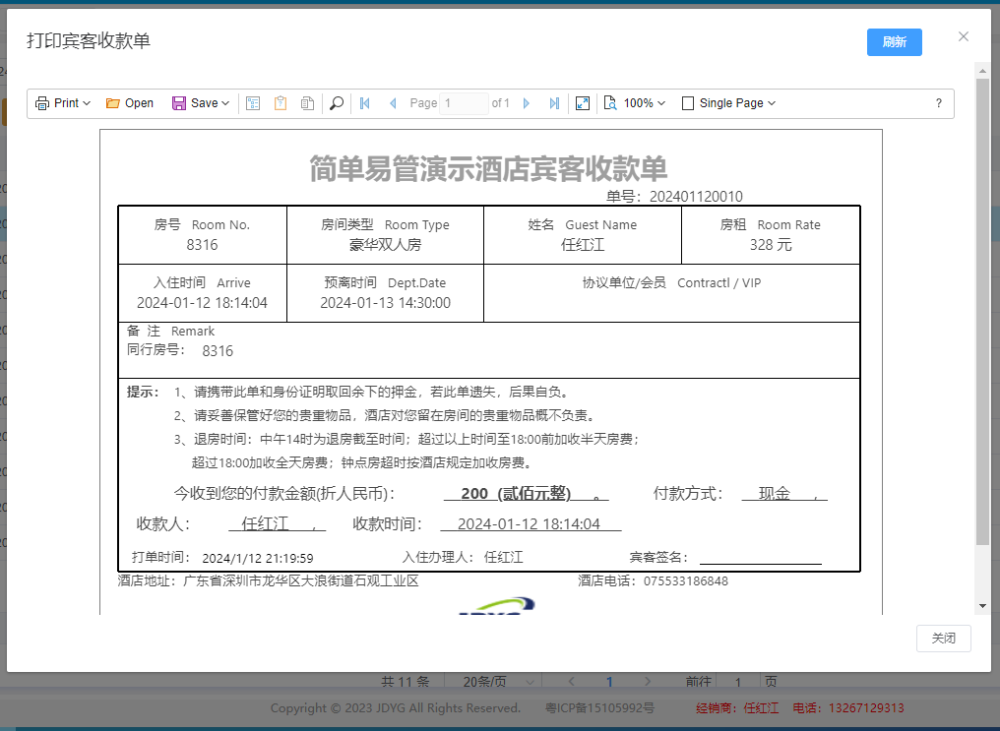 打印宾客收款单
刷新
Print Open Save Page 1 of 1 100% Single Page ?
简单易管演示酒店宾客收款单
单号：202401120010
房号 Room No. 房间类型 Room Type 姓名 Guest Name 房租 Room Rate
8316 豪华双人房 任红江 328 元
入住时间 Arrive 预离时间 Dept.Date 协议单位/会员 Contractl / VIP
2024-01-12 18:14:04 2024-01-13 14:30:00
备 注 Remark
同行房号： 8316
提示： 1、请携带此单和身份证明取回余下的押金，若此单遗失，后果自负。
2、请妥善保管好您的贵重物品，酒店对您留在房间的贵重物品概不负责。
3、退房时间：中午14时为退房截至时间；超过以上时间至18:00前加收半天房费；
超过18:00加收全天房费；钟点房超时按酒店规定加收房费。
今收到您的付款金额(折人民币)： 200 (贰佰元整) 。 付款方式： 现金 ，
收款人： 任红江 ， 收款时间： 2024-01-12 18:14:04
打单时间： 2024/1/12 21:19:59 入住办理人： 任红江 宾客签名：
酒店地址：广东省深圳市龙华区大浪街道石观工业区 酒店电话：075533186848
关闭
共 11 条 20条/页 1 前往 1 页
Copyright © 2023 JDYG All Rights Reserved. 粤ICP备15105992号 经销商：任红江 电话：13267129313